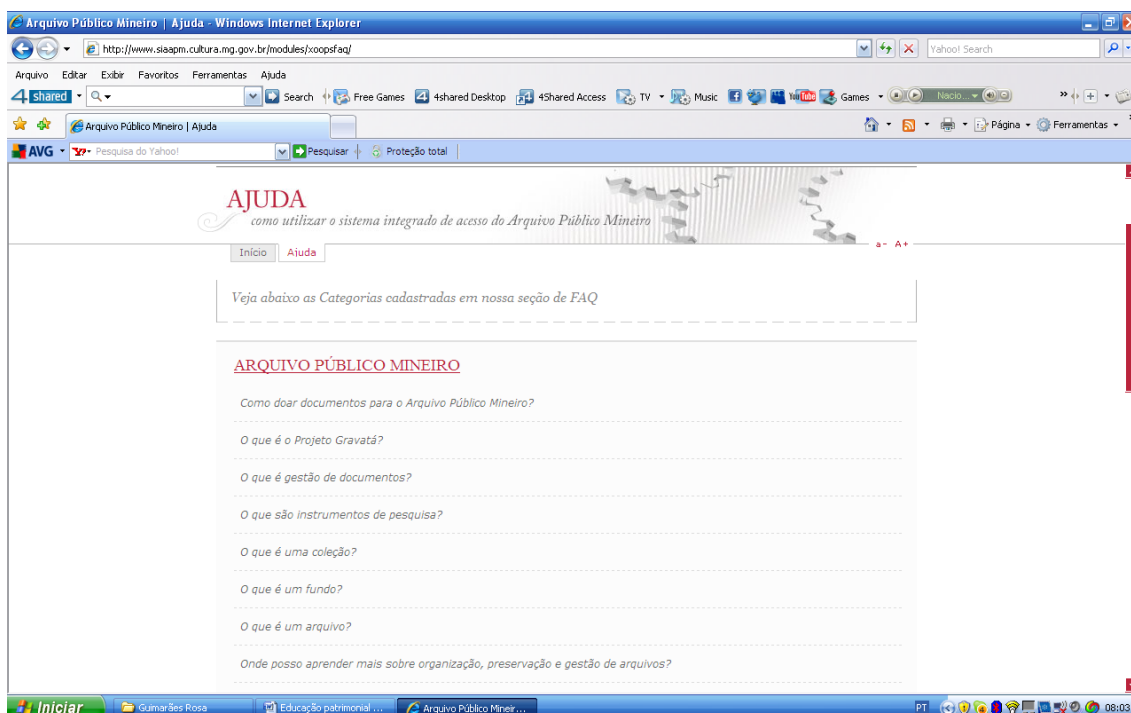 Arquivo Público Mineiro | Ajuda - Windows Internet Explorer
http://www.siaapm.cultura.mg.gov.br/modules/xoopsfaq/
Yahoo! Search
Arquivo Editar Exibir Favoritos Ferramentas Ajuda
4 shared Search Free Games 4shared Desktop 4Shared Access TV Music YouTube Games Nacio...
Arquivo Público Mineiro | Ajuda Página Ferramentas
AVG Y! Pesquisa do Yahoo! Pesquisar Proteção total
AJUDA
como utilizar o sistema integrado de acesso do Arquivo Público Mineiro
a- A+
Início Ajuda
Veja abaixo as Categorias cadastradas em nossa seção de FAQ
ARQUIVO PÚBLICO MINEIRO
Como doar documentos para o Arquivo Público Mineiro?
O que é o Projeto Gravatá?
O que é gestão de documentos?
O que são instrumentos de pesquisa?
O que é uma coleção?
O que é um fundo?
O que é um arquivo?
Onde posso aprender mais sobre organização, preservação e gestão de arquivos?
Iniciar Guimarães Rosa Educação patrimonial ... Arquivo Público Mineir... PT 08:03